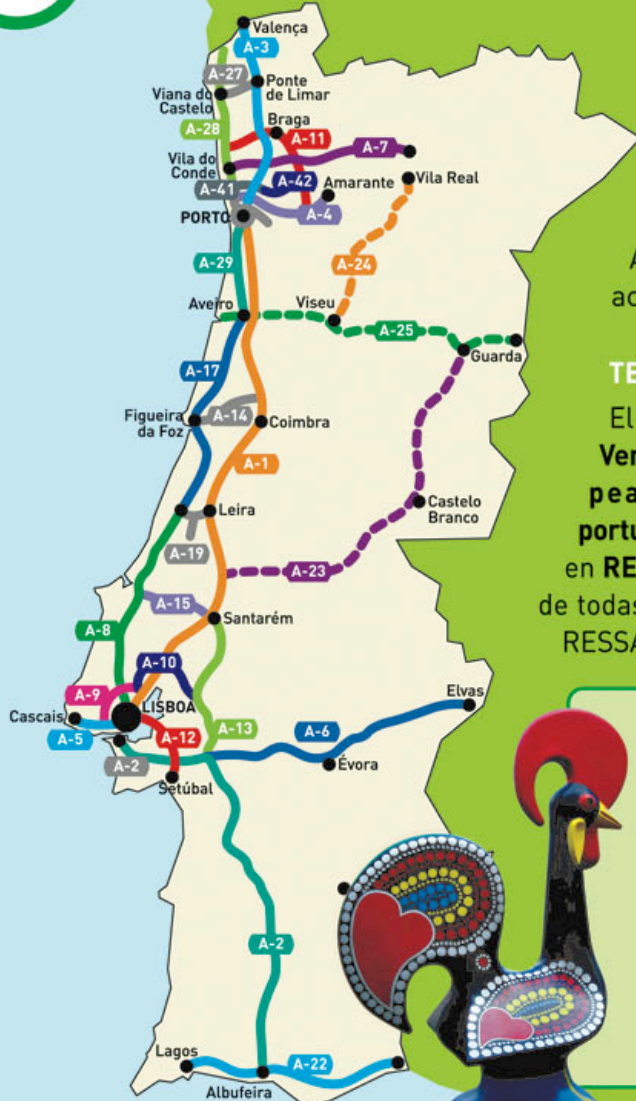 Valença
A-3
A-27
Ponte
de Limar
Viana do
Castelo
Braga
A-28
A-11
A-7
Vila do
Conde
A-41
A-42
Amarante
Vila Real
PORTO
A-4
A-29
A-24
Aveiro
Viseu
A-25
Guarda
A-17
Figueira
da Foz
A-14
Coimbra
A-1
Leira
Castelo
Branco
A-19
A-23
A-15
Santarém
A-8
A-10
A-9
LISBOA
Elvas
Cascais
A-5
A-12
A-13
A-6
A-2
Évora
Setúbal
A-2
Lagos
A-22
Albufeira
A
ac
TE
El
Ver
pea
portu
en RE
de todas
RESSA